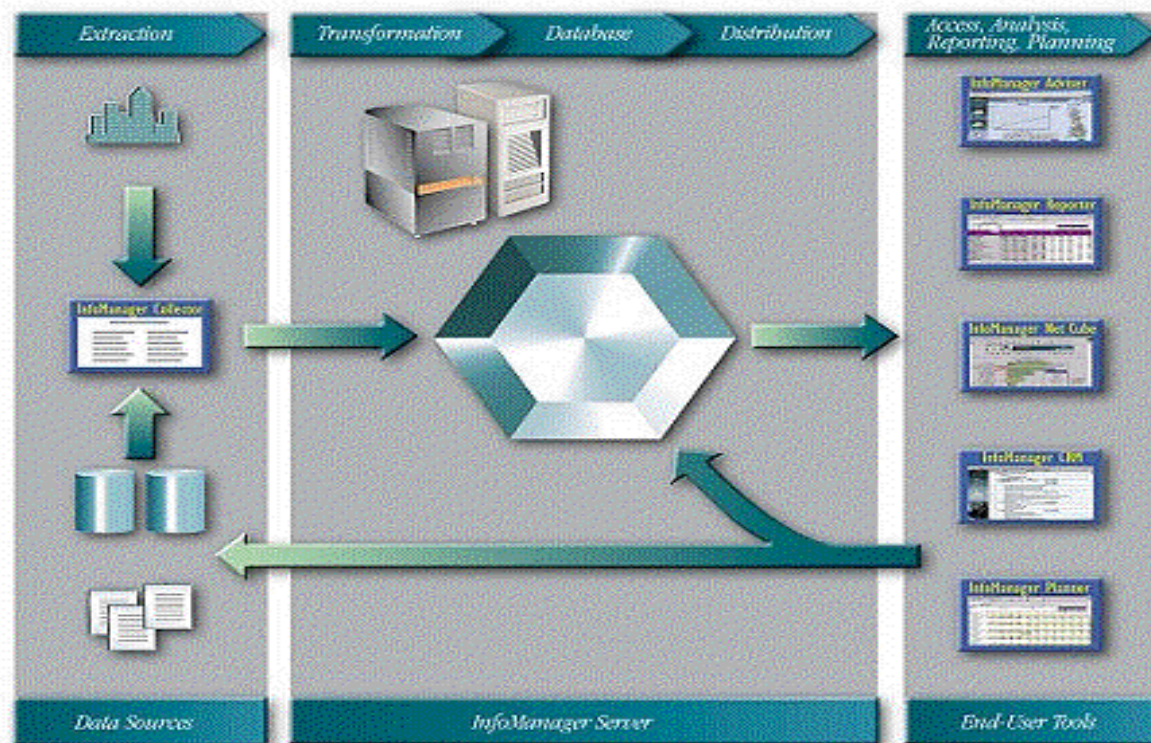 Extraction
Transformation
Database
Distribution
Access, Analysis,
Reporting, Planning
InfoManager Adviser
InfoManager Reporter
InfoManager Collector
InfoManager Net Cube
InfoManager CRM
InfoManager Planner
Data Sources
InfoManager Server
End-User Tools